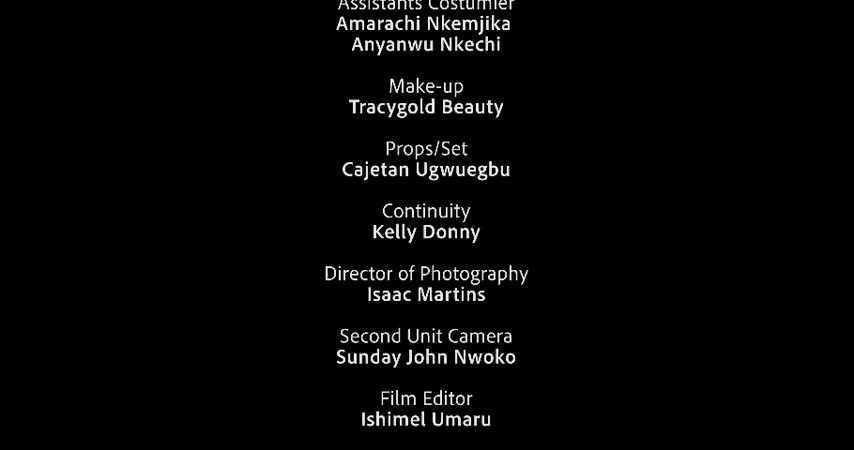 Assistants Costumier
Amarachi Nkemjika
Anyanwu Nkechi
Make-up
Tracygold Beauty
Props/Set
Cajetan Ugwuegbu
Continuity
Kelly Donny
Director of Photography
Isaac Martins
Second Unit Camera
Sunday John Nwoko
Film Editor
Ishimel Umaru